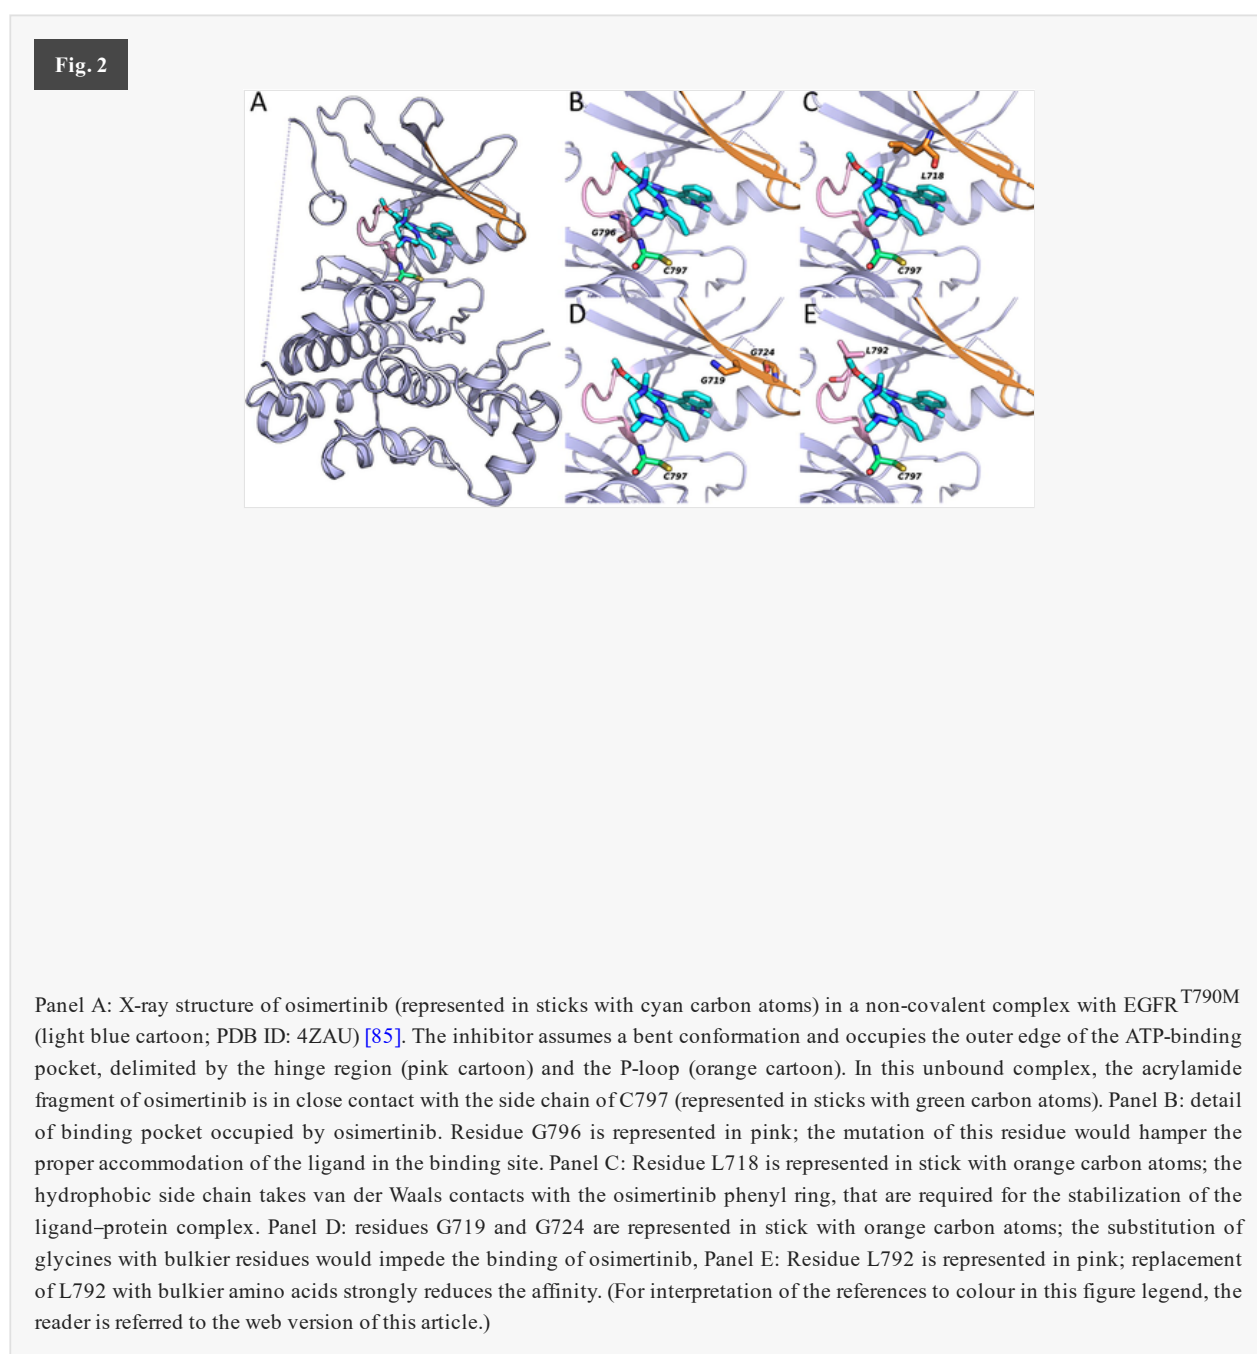 Fig. 2
A
B
C
L718
G796
C797
C797
D
E
G724
L792
G719
C797
C797
Panel A: X-ray structure of osimertinib (represented in sticks with cyan carbon atoms) in a non-covalent complex with EGFR T790M
(light blue cartoon; PDB ID: 4ZAU) [85]. The inhibitor assumes a bent conformation and occupies the outer edge of the ATP-binding
pocket, delimited by the hinge region (pink cartoon) and the P-loop (orange cartoon). In this unbound complex, the acrylamide
fragment of osimertinib is in close contact with the side chain of C797 (represented in sticks with green carbon atoms). Panel B: detail
of binding pocket occupied by osimertinib. Residue G796 is represented in pink; the mutation of this residue would hamper the
proper accommodation of the ligand in the binding site. Panel C: Residue L718 is represented in stick with orange carbon atoms; the
hydrophobic side chain takes van der Waals contacts with the osimertinib phenyl ring, that are required for the stabilization of the
ligand–protein complex. Panel D: residues G719 and G724 are represented in stick with orange carbon atoms; the substitution of
glycines with bulkier residues would impede the binding of osimertinib, Panel E: Residue L792 is represented in pink; replacement
of L792 with bulkier amino acids strongly reduces the affinity. (For interpretation of the references to colour in this figure legend, the
reader is referred to the web version of this article.)